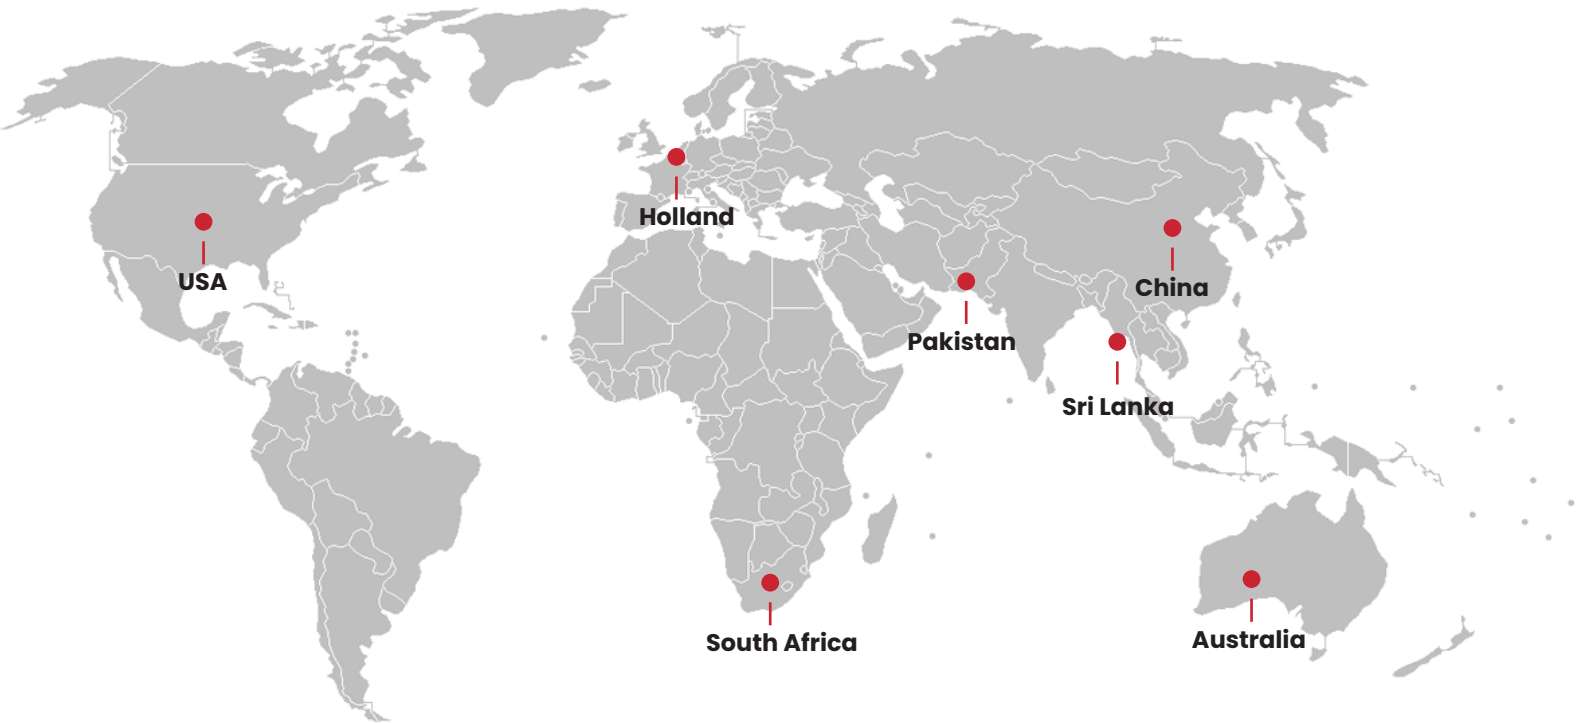 Holland
USA
China
Pakistan
Sri Lanka
South Africa
Australia